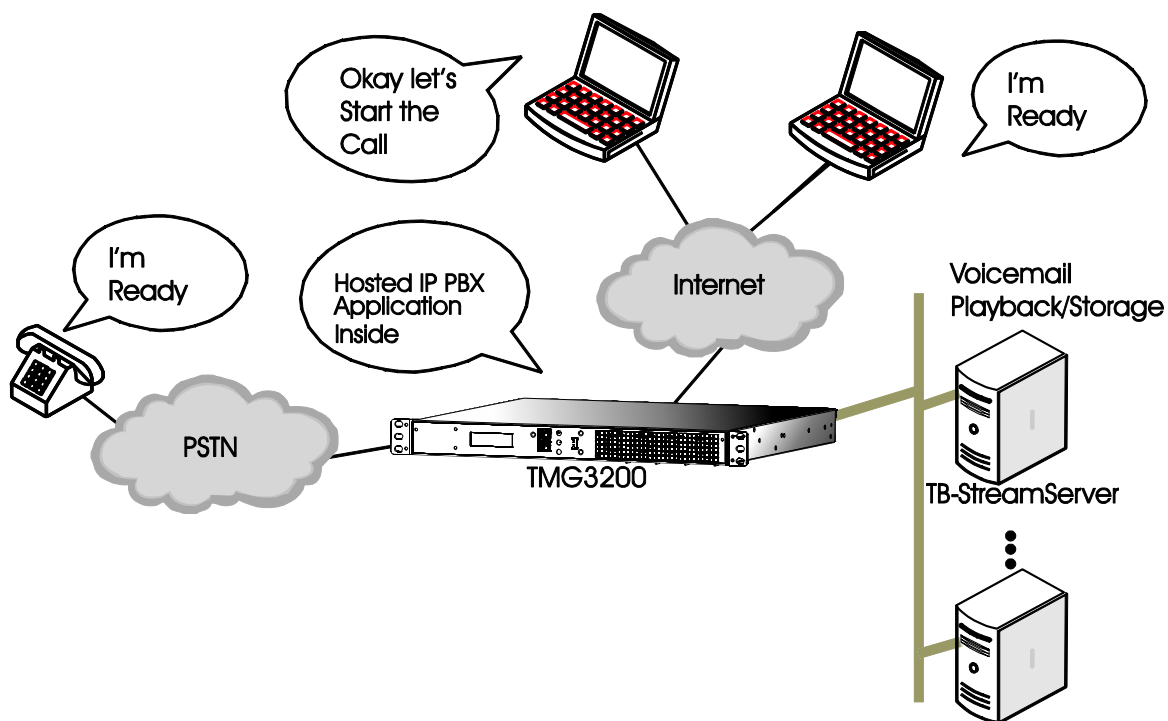 Okay let's
Start the
Call
I'm
Ready
I'm
Ready
Hosted IP PBX
Application
Inside
Internet
Voicemail
Playback/Storage
PSTN
TMG3200
TB-StreamServer